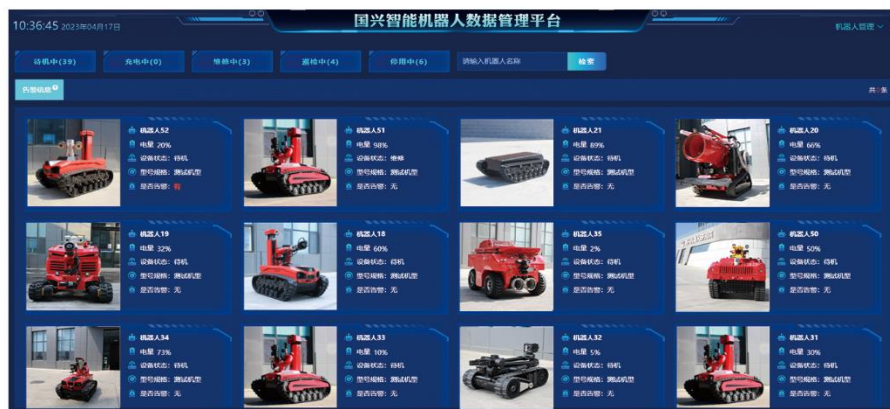 10:36:45 2023年04月17日
国兴智能机器人数据管理平台
机器人管理
待机中(39) 充电中(0) 维修中(3) 巡检中(4) 停用中(6) 请输入机器人名称 检索
告警信息 0
共0条
机器人52
电量 20%
设备状态: 待机
型号规格: 测试机型
是否告警: 有
机器人51
电量 98%
设备状态: 维修
型号规格: 测试机型
是否告警: 无
机器人21
电量 89%
设备状态: 待机
型号规格: 测试机型
是否告警: 无
机器人20
电量 66%
设备状态: 待机
型号规格: 测试机型
是否告警: 无
机器人19
电量 32%
设备状态: 待机
型号规格: 测试机型
是否告警: 无
机器人18
电量 60%
设备状态: 待机
型号规格: 测试机型
是否告警: 无
机器人35
电量 2%
设备状态: 待机
型号规格: 测试机型
是否告警: 无
机器人50
电量 50%
设备状态: 待机
型号规格: 测试机型
是否告警: 无
机器人34
电量 73%
设备状态: 待机
型号规格: 测试机型
是否告警: 无
机器人33
电量 10%
设备状态: 待机
型号规格: 测试机型
是否告警: 无
机器人32
电量 5%
设备状态: 待机
型号规格: 测试机型
是否告警: 无
机器人31
电量 30%
设备状态: 待机
型号规格: 测试机型
是否告警: 无